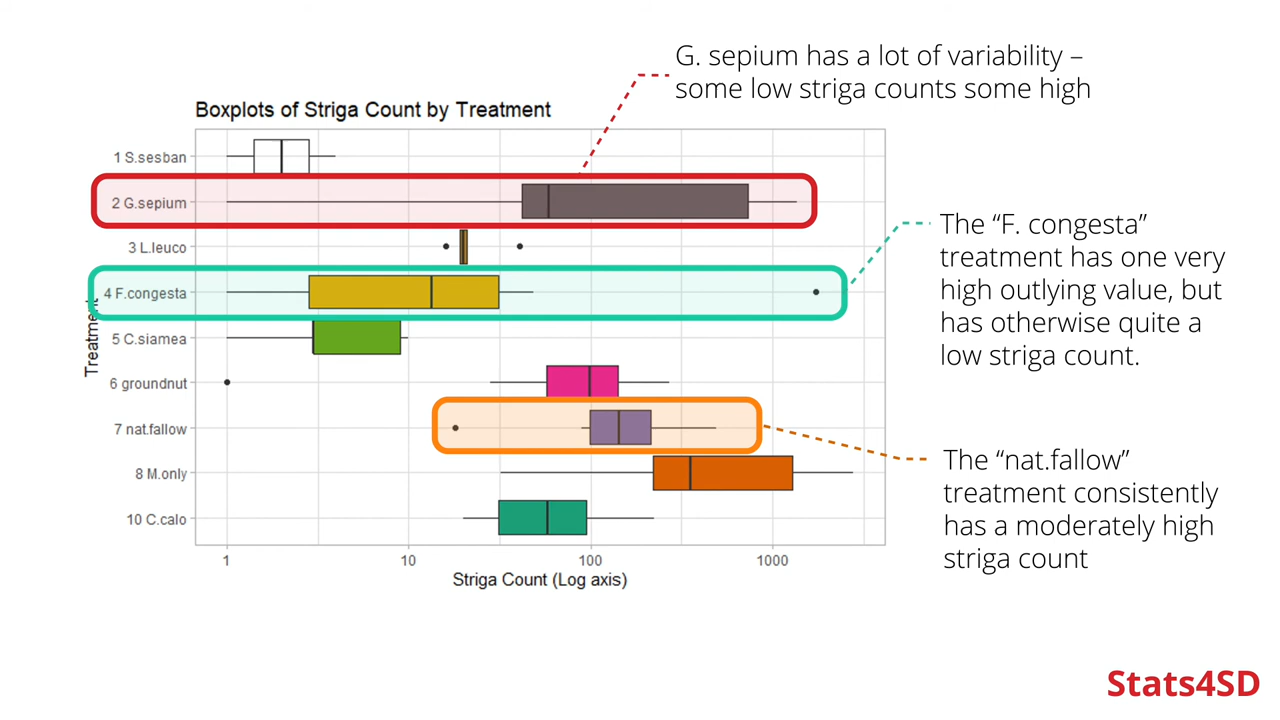 G. sepium has a lot of variability –
some low striga counts some high
Boxplots of Striga Count by Treatment
1 S.sesban
2 G.sepium
3 L.leuco
4 F.congesta
5 C.siamea
6 groundnut
7 nat.fallow
8 M.only
10 C.calo
Treatment
1
10
100
1000
Striga Count (Log axis)
The “F. congesta”
treatment has one very
high outlying value, but
has otherwise quite a
low striga count.
The “nat.fallow”
treatment consistently
has a moderately high
striga count
Stats4SD